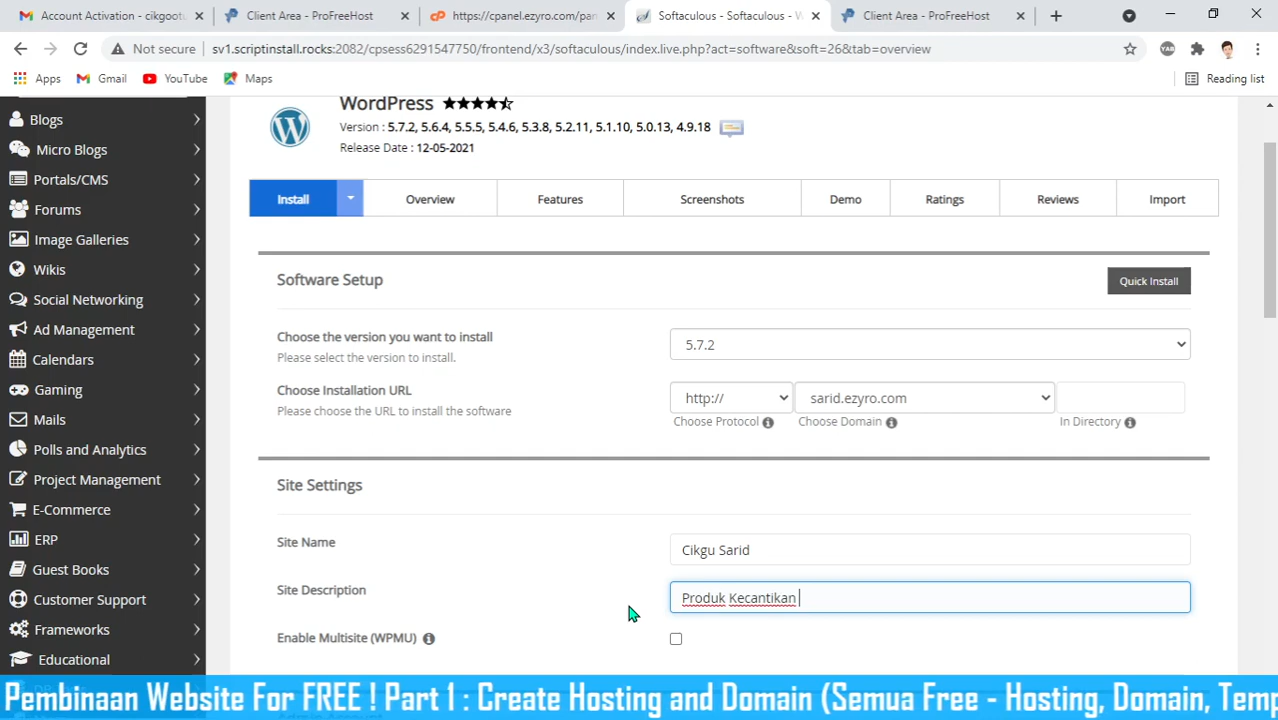 Account Activation - cikgootu
Client Area - ProFreeHost
https://cpanel.ezyro.com/pan
Softaculous - Softaculous - W
Client Area - ProFreeHost
Not secure
sv1.scriptinstall.rocks:2082/cpsess6291547750/frontend/x3/softaculous/index.live.php?act=software&soft=26&tab=overview
Apps
Gmail
YouTube
Maps
Reading list
Blogs
Micro Blogs
Portals/CMS
Forums
Image Galleries
Wikis
Social Networking
Ad Management
Calendars
Gaming
Mails
Polls and Analytics
Project Management
E-Commerce
ERP
Guest Books
Customer Support
Frameworks
Educational
WordPress
Version : 5.7.2, 5.6.4, 5.5.5, 5.4.6, 5.3.8, 5.2.11, 5.1.10, 5.0.13, 4.9.18
Release Date : 12-05-2021
Install
Overview
Features
Screenshots
Demo
Ratings
Reviews
Import
Software Setup
Quick Install
Choose the version you want to install
Please select the version to install.
5.7.2
Choose Installation URL
Please choose the URL to install the software
http://
sarid.ezyro.com
Choose Protocol
Choose Domain
In Directory
Site Settings
Site Name
Cikgu Sarid
Site Description
Produk Kecantikan
Enable Multisite (WPMU)
Pembinaan Website For FREE ! Part 1 : Create Hosting and Domain (Semua Free - Hosting, Domain, Temp